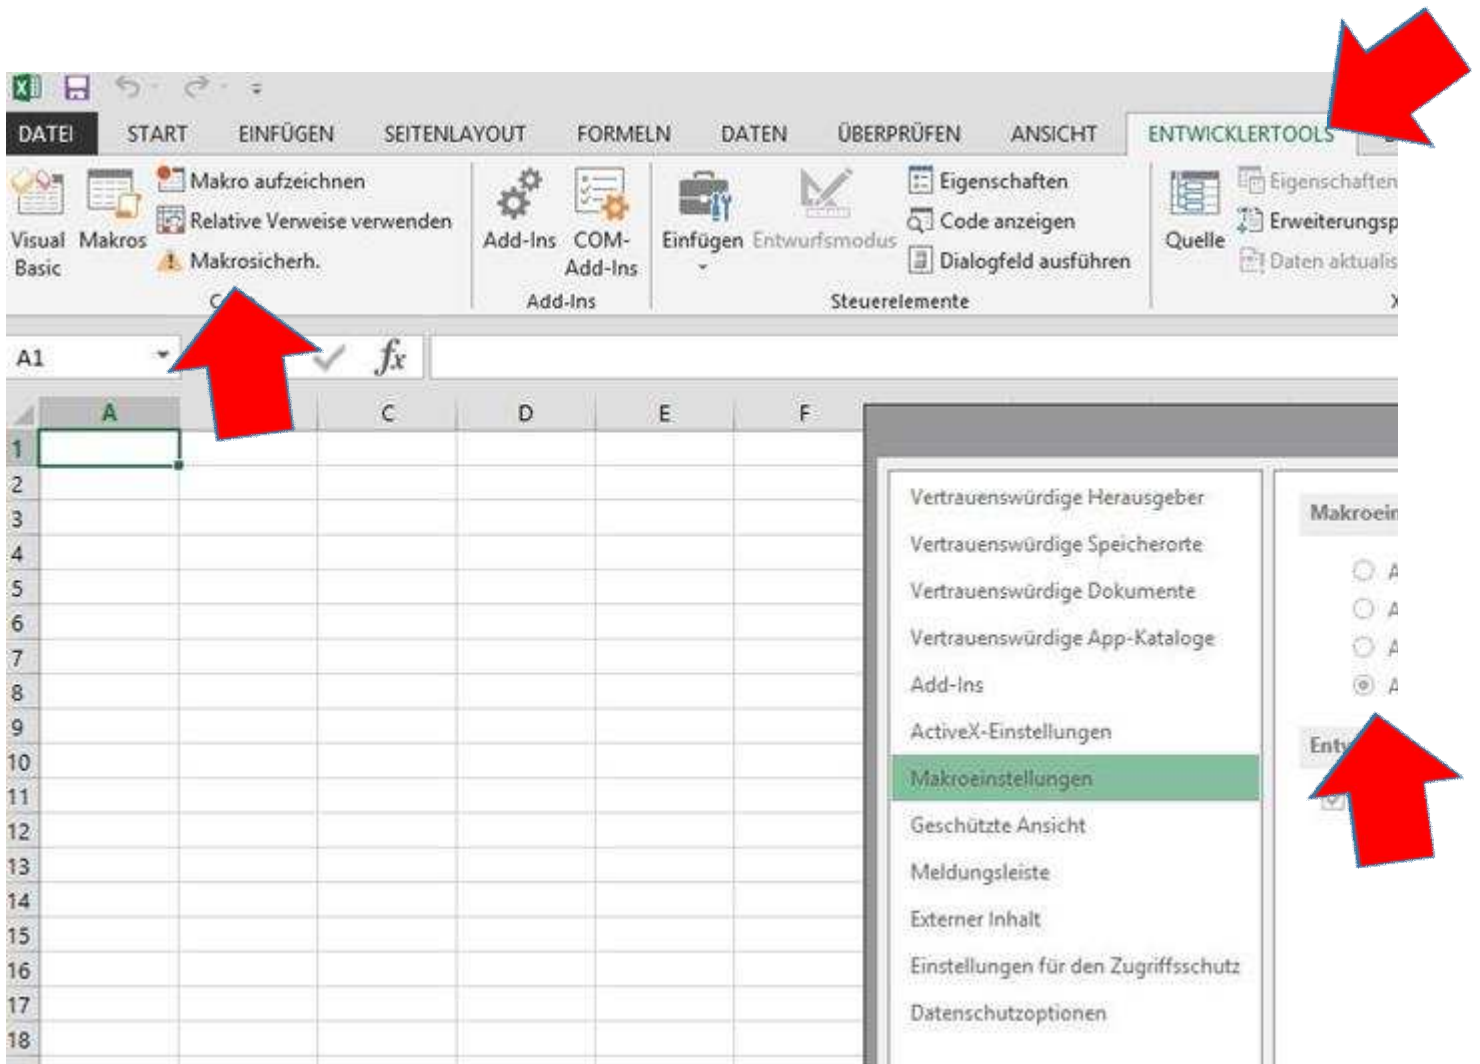 DATEI START EINFÜGEN SEITENLAYOUT FORMELN DATEN ÜBERPRÜFEN ANSICHT ENTWICKLERTOOLS
Visual Basic
Makros
Makro aufzeichnen
Relative Verweise verwenden
Makrosicherh.
Add-Ins
COM-Add-Ins
Add-Ins
Einfügen
Entwurfsmodus
Eigenschaften
Code anzeigen
Dialogfeld ausführen
Steuerelemente
Quelle
Eigenschaften
Erweiterungsp
Daten aktualis
A1
fx
A C D E F
1
2
3
4
5
6
7
8
9
10
11
12
13
14
15
16
17
18
Vertrauenswürdige Herausgeber
Vertrauenswürdige Speicherorte
Vertrauenswürdige Dokumente
Vertrauenswürdige App-Kataloge
Add-Ins
ActiveX-Einstellungen
Makroeinstellungen
Geschützte Ansicht
Meldungsleiste
Externer Inhalt
Einstellungen für den Zugriffsschutz
Datenschutzoptionen
Makroein
A
A
A
A
Ent